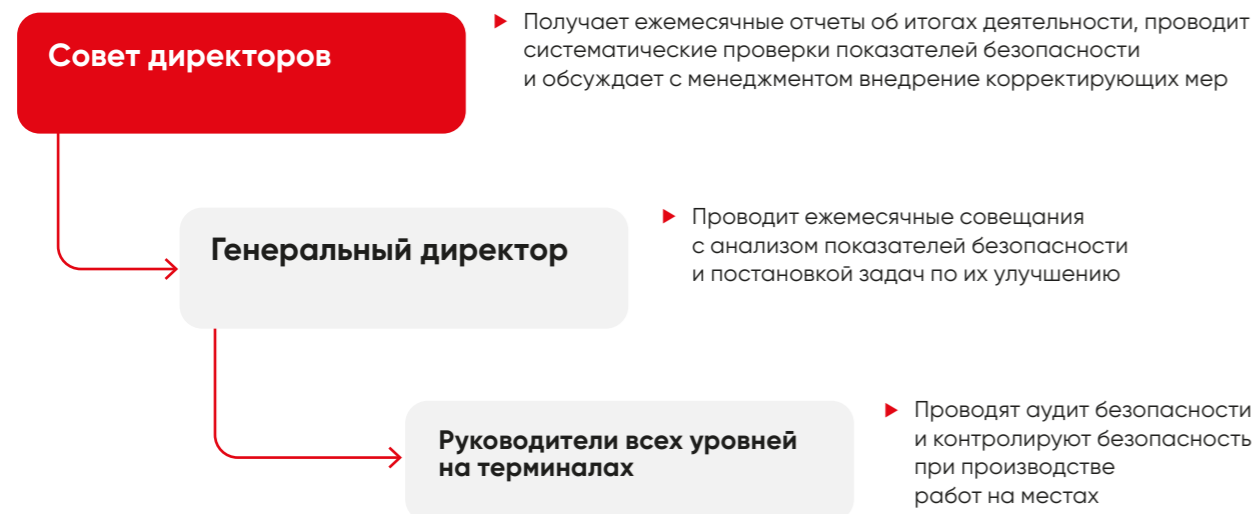 Совет директоров
Получает ежемесячные отчеты об итогах деятельности, проводит
систематические проверки показателей безопасности
и обсуждает с менеджментом внедрение корректирующих мер
Генеральный директор
Проводит ежемесячные совещания
с анализом показателей безопасности
и постановкой задач по их улучшению
Руководители всех уровней
на терминалах
Проводят аудит безопасности
и контролируют безопасность
при производстве
работ на местах